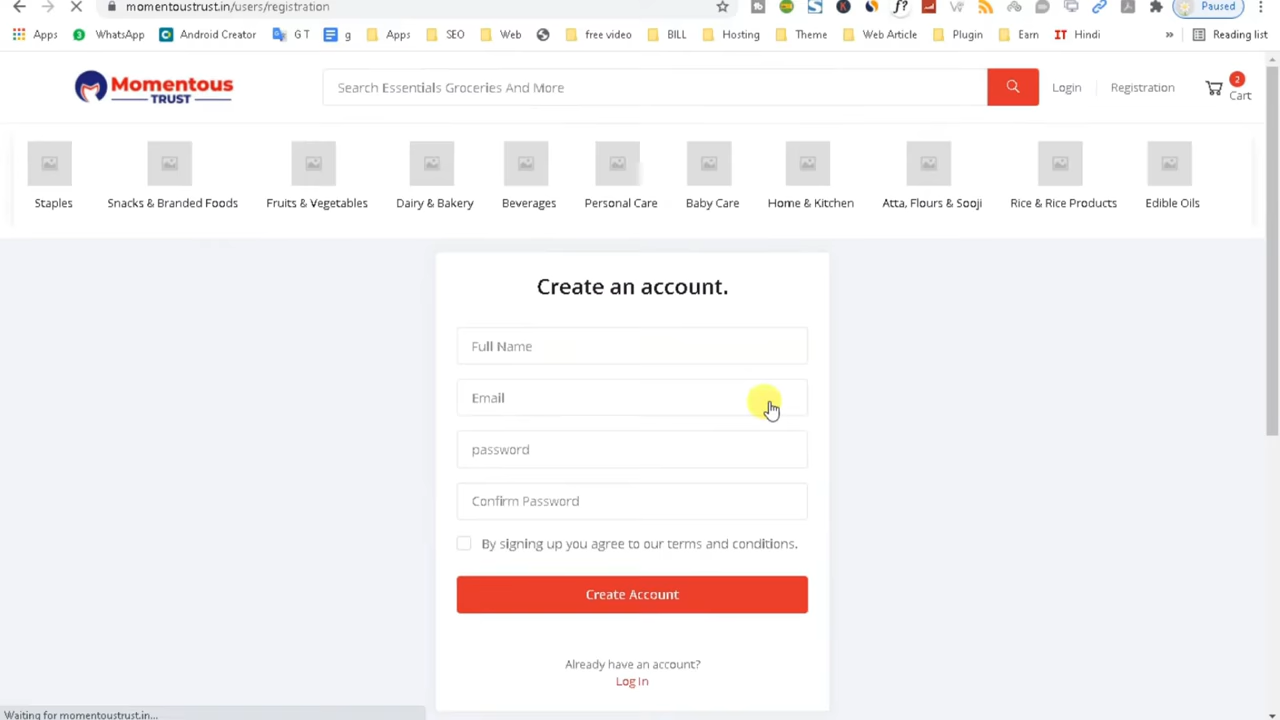 momentoustrust.in/users/registration
Paused
Apps WhatsApp Android Creator G T g Apps SEO Web free video BILL Hosting Theme Web Article Plugin Earn IT Hindi » Reading list
Momentous
TRUST
Search Essentials Groceries And More
Login
Registration
2
Cart
Staples Snacks & Branded Foods Fruits & Vegetables Dairy & Bakery Beverages Personal Care Baby Care Home & Kitchen Atta, Flours & Sooji Rice & Rice Products Edible Oils
Create an account.
Full Name
Email
password
Confirm Password
By signing up you agree to our terms and conditions.
Create Account
Already have an account?
Log In
Waiting for momentoustrust.in...